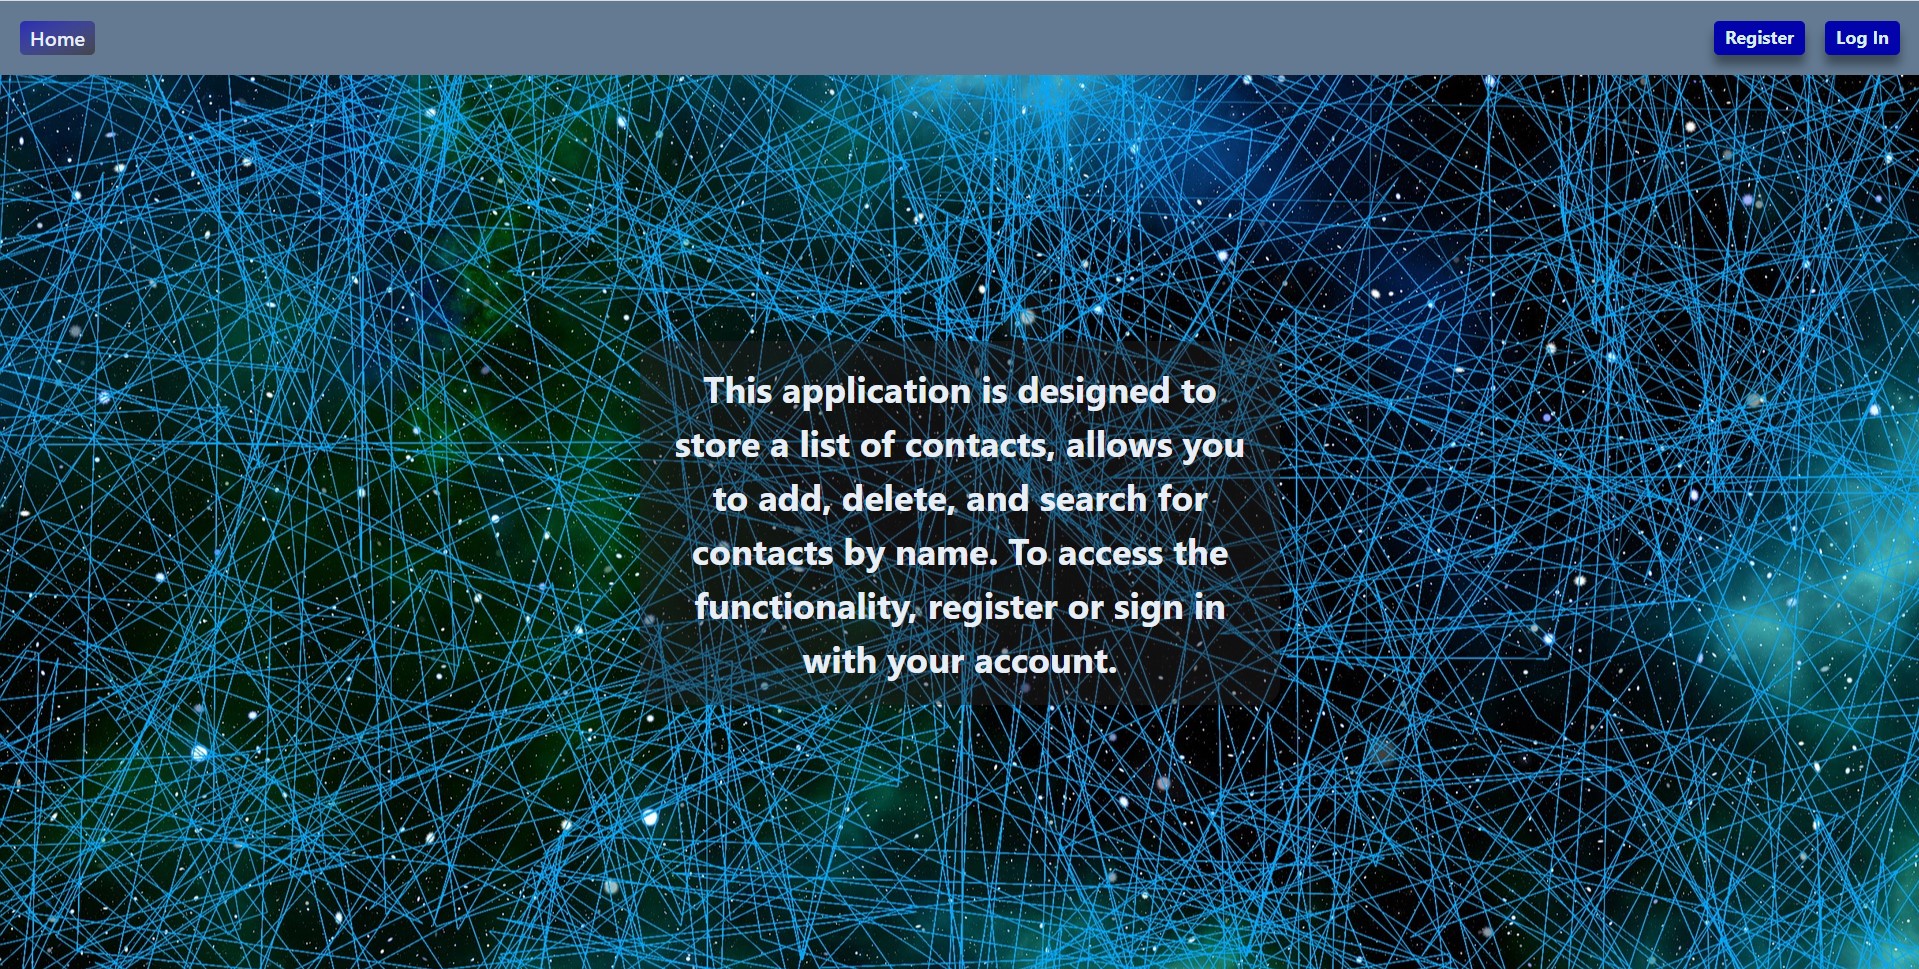 Home
Register
Log In
This application is designed to
store a list of contacts, allows you
to add, delete, and search for
contacts by name. To access the
functionality, register or sign in
with your account.